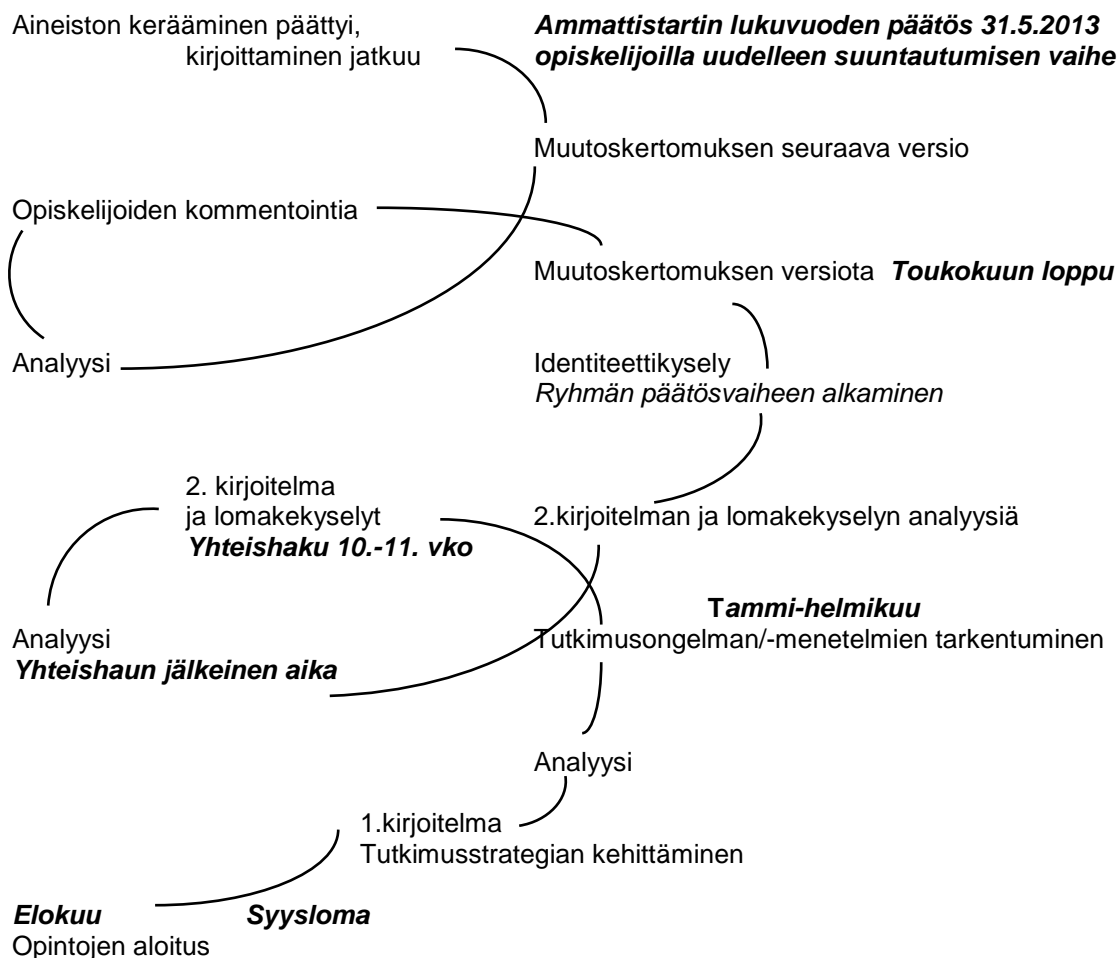 Aineiston kerääminen päättyi,
kirjoittaminen jatkuu
Ammattistartin lukuvuoden päätös 31.5.2013
opiskelijoilla uudelleen suuntautumisen vaihe
Muutoskertomuksen seuraava versio
Opiskelijoiden kommentointia
Muutoskertomuksen versiota Toukokuun loppu
Analyysi
Identiteettikysely
Ryhmän päätösvaiheen alkaminen
2. kirjoitelma
ja lomakekyselyt
Yhteishaku 10.-11. vko
2.kirjoitelman ja lomakekyselyn analyysiä
Tammi-helmikuu
Tutkimusongelman/-menetelmien tarkentuminen
Analyysi
Yhteishaun jälkeinen aika
Analyysi
1.kirjoitelma
Tutkimusstrategian kehittäminen
Elokuu Syysloma
Opintojen aloitus